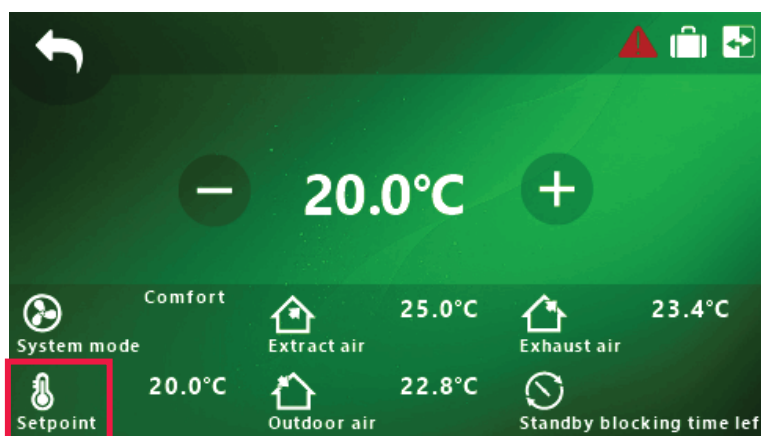 20.0°C
Comfort
25.0°C
23.4°C
System mode
Extract air
Exhaust air
20.0°C
22.8°C
Setpoint
Outdoor air
Standby blocking time lef